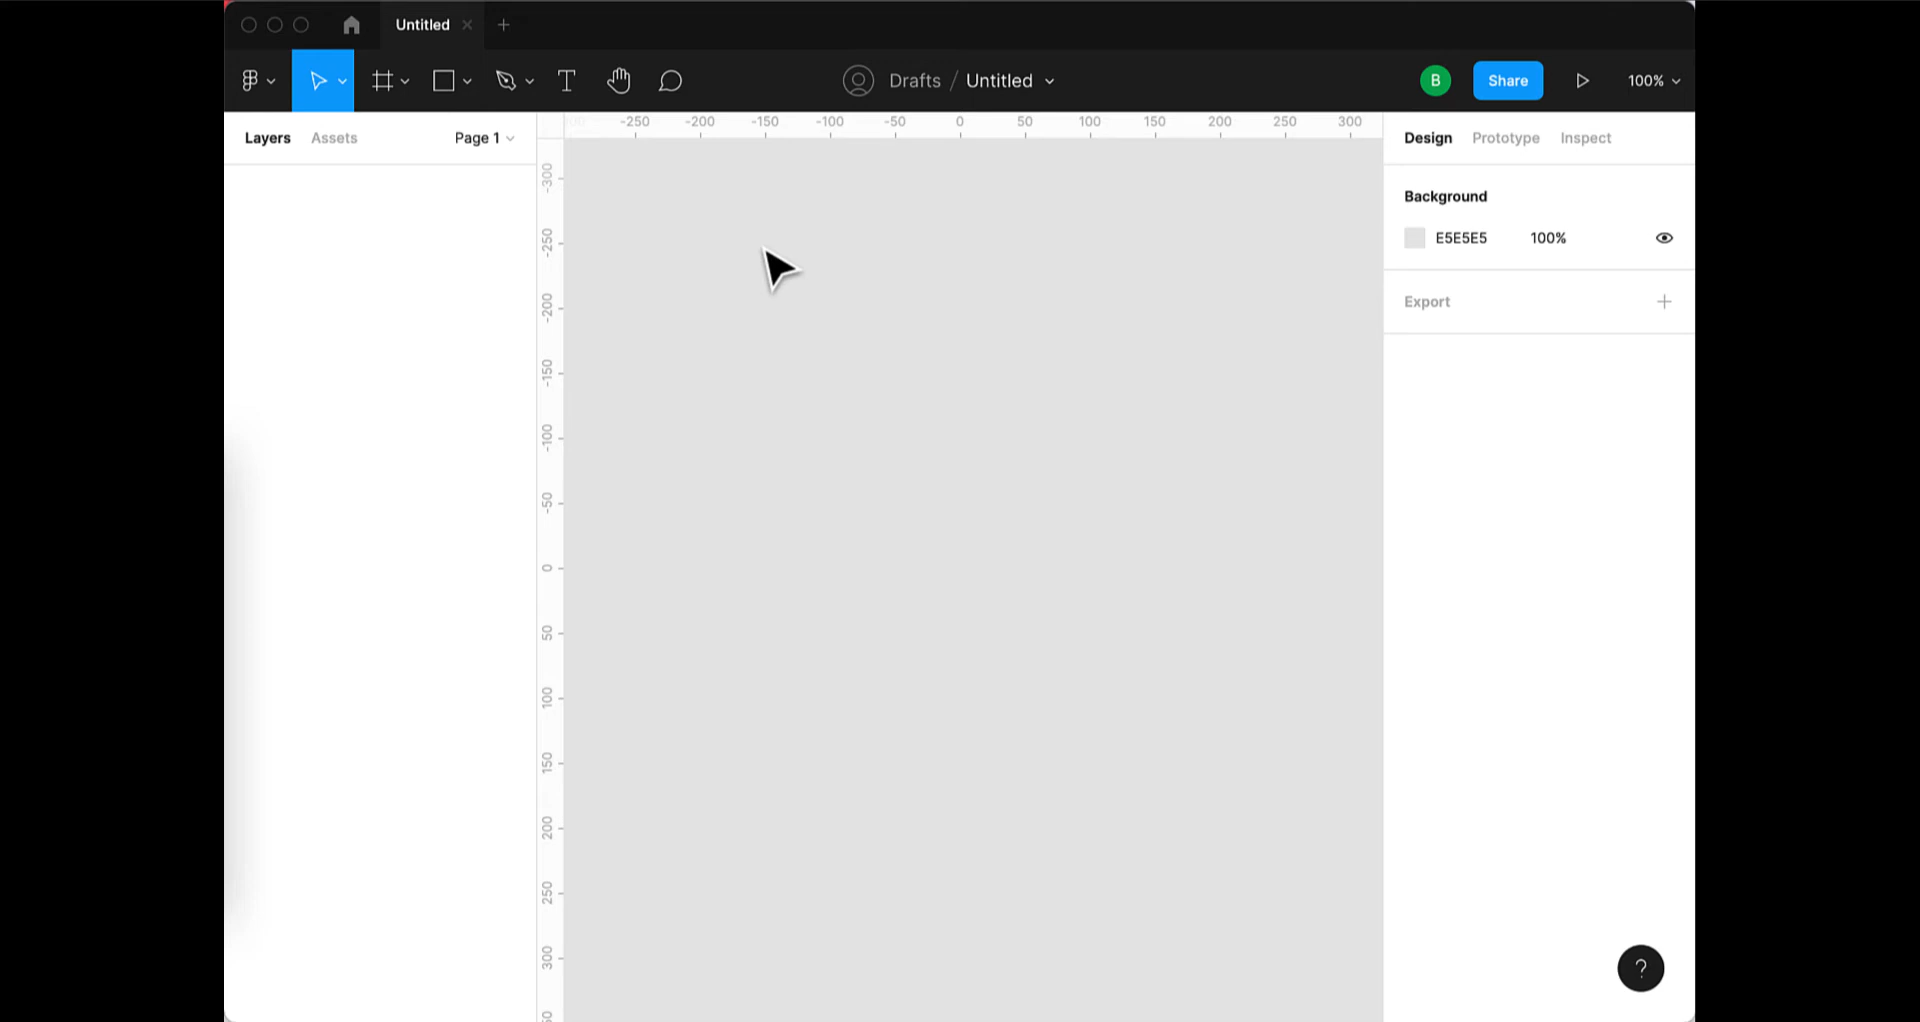 Untitled
Drafts / Untitled
B
Share
100%
Layers Assets Page 1
-250 -200 -150 -100 -50 0 50 100 150 200 250 300
Design Prototype Inspect
-300
-250
-200
-150
-100
-50
0
50
100
150
200
250
300
Background
E5E5E5 100%
Export
?